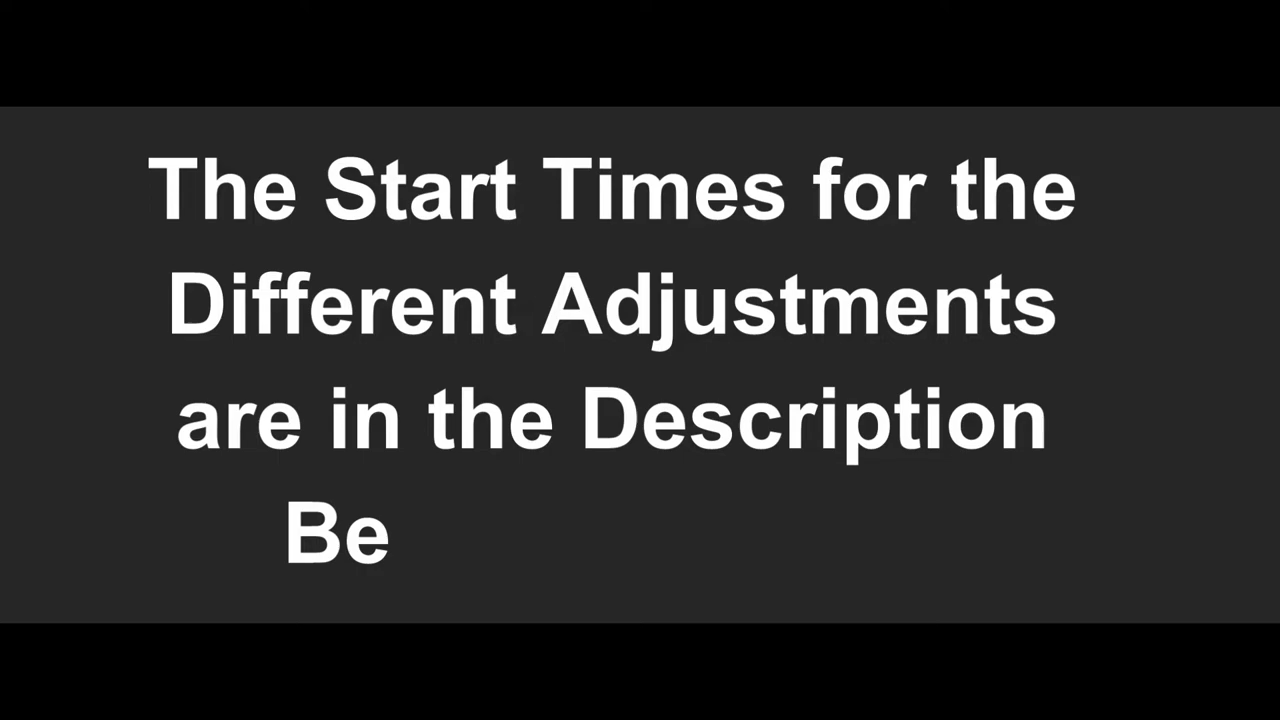 The Start Times for the
Different Adjustments
are in the Description
Be